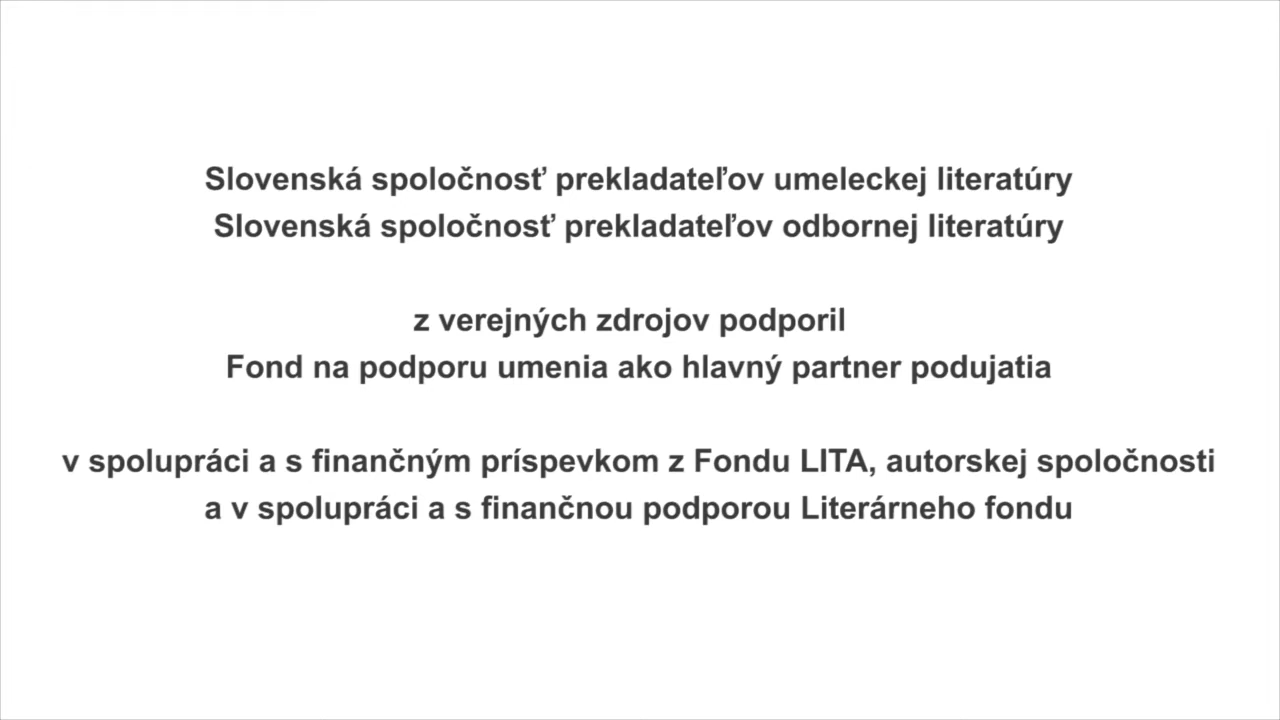 Slovenská spoločnosť prekladateľov umeleckej literatúry
Slovenská spoločnosť prekladateľov odbornej literatúry
z verejných zdrojov podporil
Fond na podporu umenia ako hlavný partner podujatia
v spolupráci a s finančným príspevkom z Fondu LITA, autorskej spoločnosti
a v spolupráci a s finančnou podporou Literárneho fondu